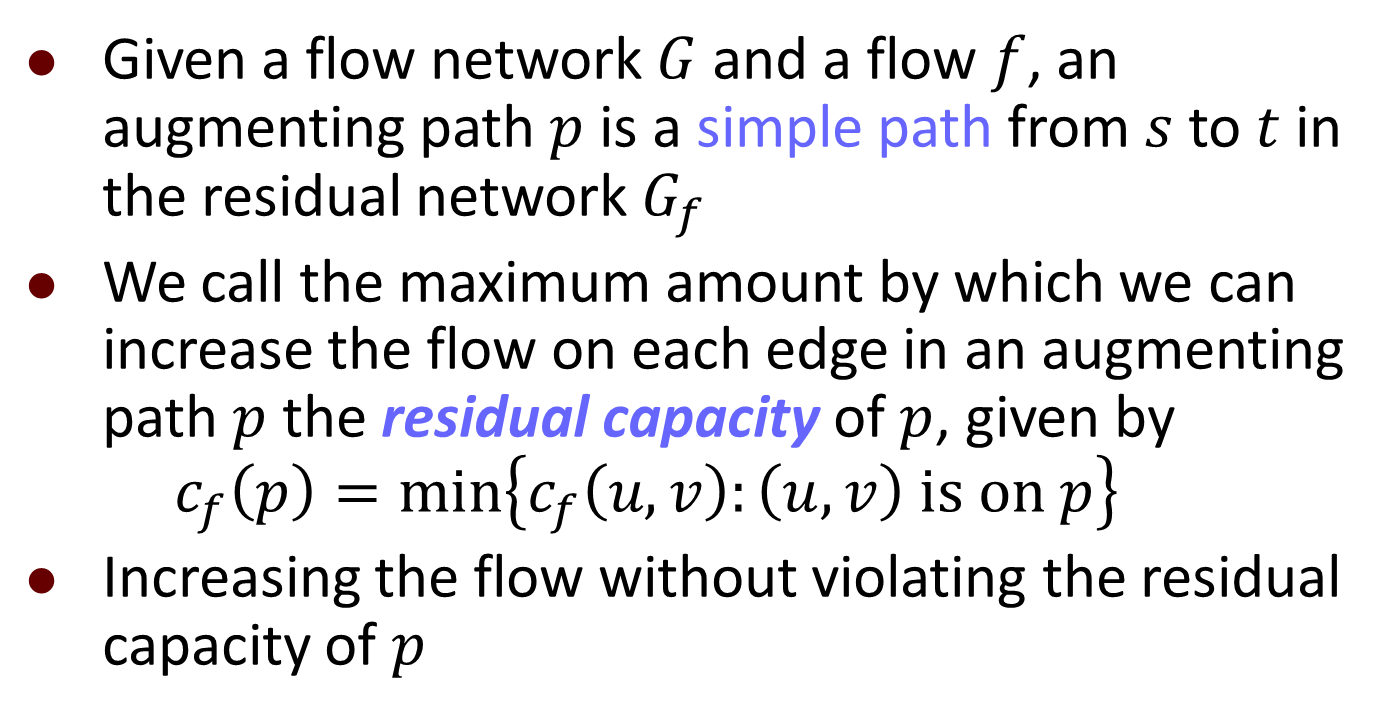 • Given a flow network G and a flow f, an
augmenting path p is a simple path from s to t in
the residual network G_f
• We call the maximum amount by which we can
increase the flow on each edge in an augmenting
path p the residual capacity of p, given by
c_f(p) = min{c_f(u, v): (u, v) is on p}
• Increasing the flow without violating the residual
capacity of p